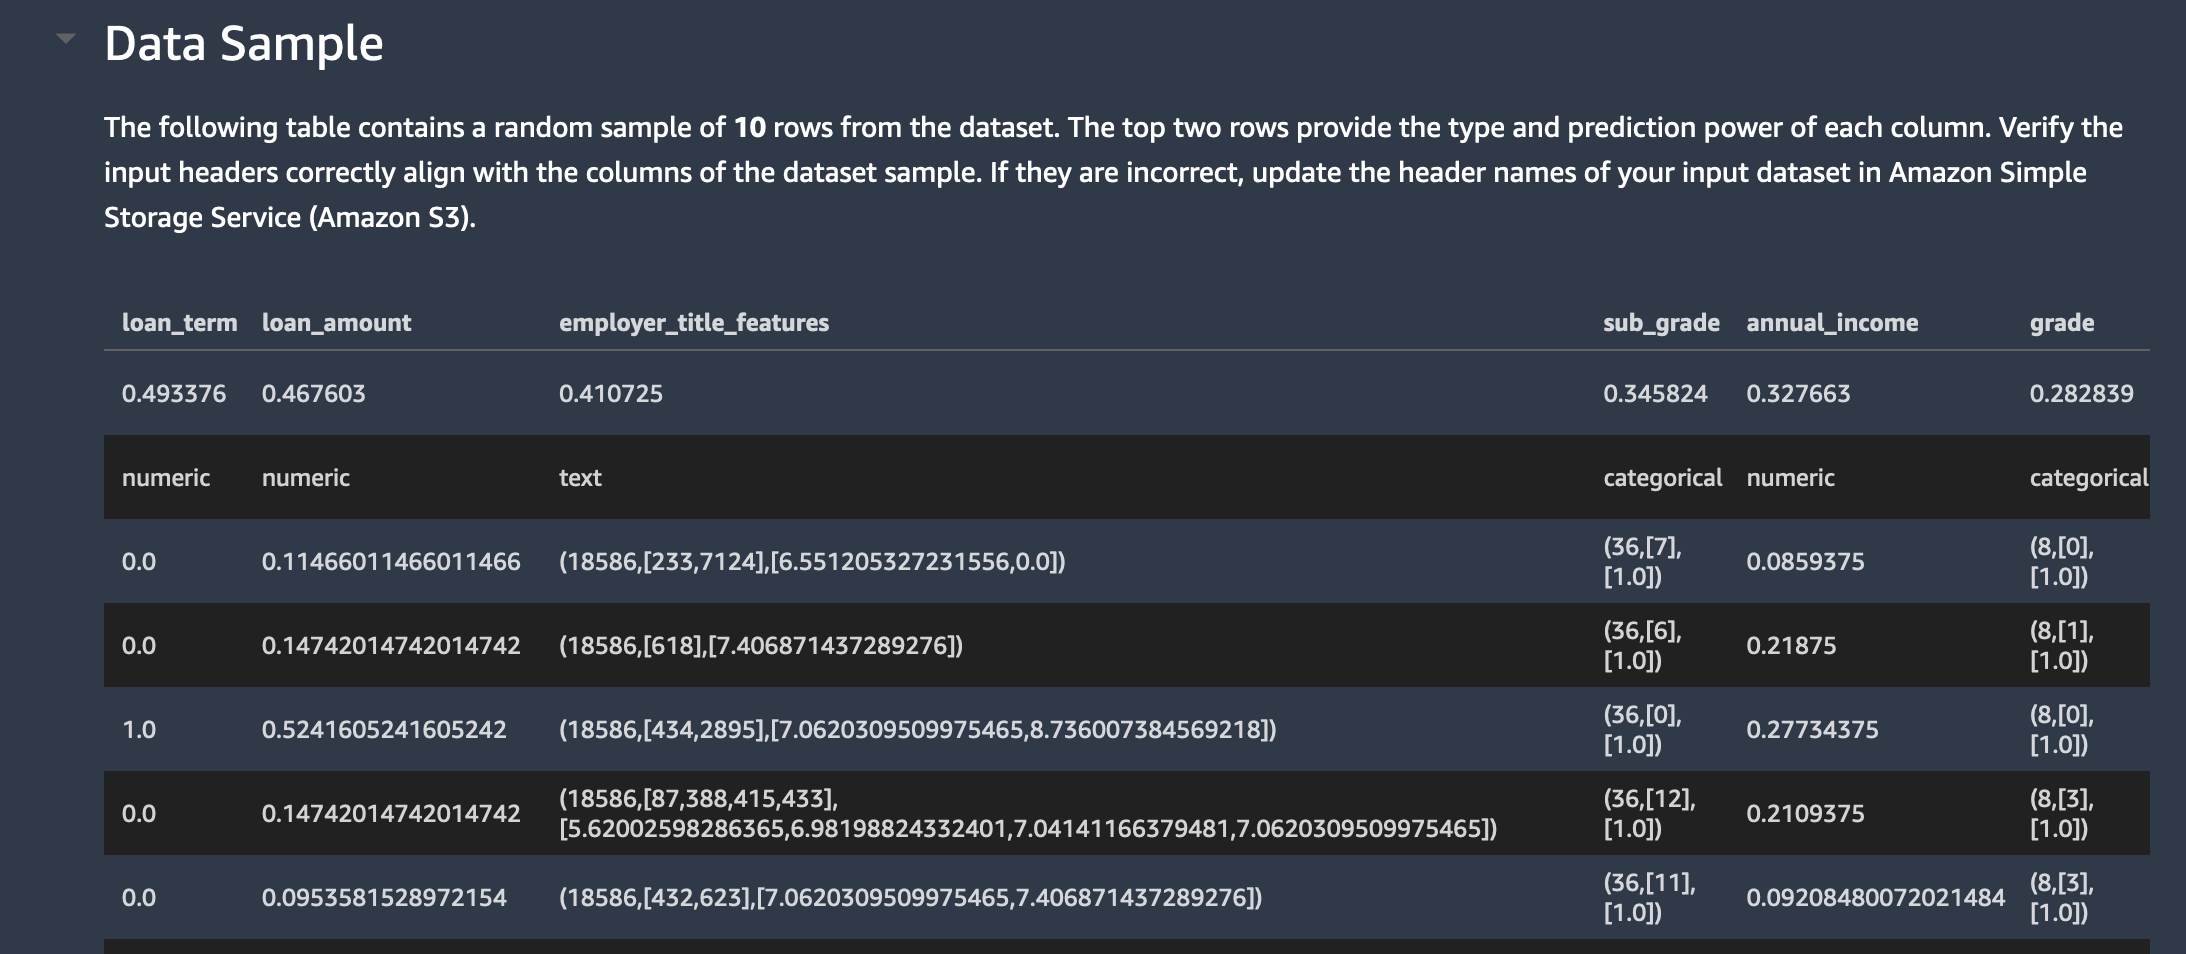 Data Sample
The following table contains a random sample of 10 rows from the dataset. The top two rows provide the type and prediction power of each column. Verify the
input headers correctly align with the columns of the dataset sample. If they are incorrect, update the header names of your input dataset in Amazon Simple
Storage Service (Amazon S3).
loan_term loan_amount employer_title_features sub_grade annual_income grade
0.493376 0.467603 0.410725 0.345824 0.327663 0.282839
numeric numeric text categorical numeric categorical
0.0 0.11466011466011466 (18586,[233,7124],[6.551205327231556,0.0]) (36,[7], [1.0]) 0.0859375 (8,[0], [1.0])
0.0 0.14742014742014742 (18586,[618],[7.406871437289276]) (36,[6], [1.0]) 0.21875 (8,[1], [1.0])
1.0 0.5241605241605242 (18586,[434,2895],[7.0620309509975465,8.736007384569218]) (36,[0], [1.0]) 0.27734375 (8,[0], [1.0])
0.0 0.14742014742014742 (18586,[87,388,415,433], [5.62002598286365,6.98198824332401,7.04141166379481,7.0620309509975465]) (36,[12], [1.0]) 0.2109375 (8,[3], [1.0])
0.0 0.0953581528972154 (18586,[432,623],[7.0620309509975465,7.406871437289276]) (36,[11], [1.0]) 0.09208480072021484 (8,[3], [1.0])